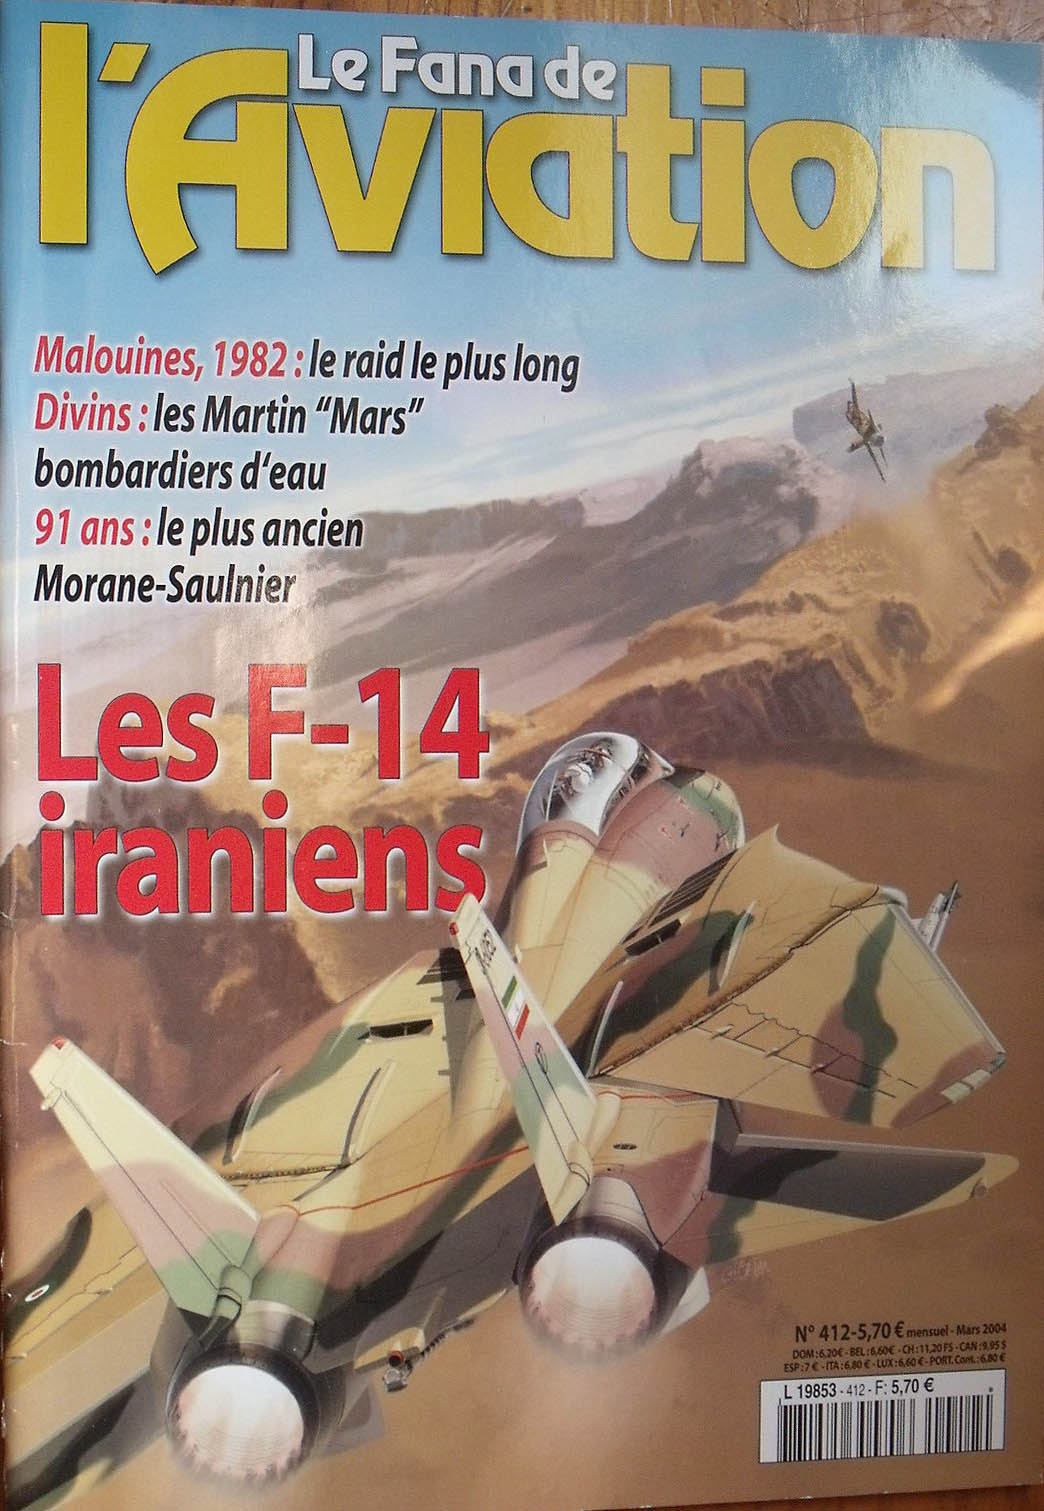 Le Fana de
l'Aviation
Malouines, 1982 : le raid le plus long
Divins : les Martin “Mars”
bombardiers d'eau
91 ans : le plus ancien
Morane-Saulnier
Les F-14
iraniens
N° 412-5,70 € mensuel - Mars 2004
DOM : 6,20€ - BEL : 6,60€ - CH : 11,20 FS - CAN : 9,95 $
ESP : 7 € - ITA : 6,80 € - LUX : 6,60 € - PORT. Cont. : 6,80 €
L 19853 - 412 - F: 5,70 €